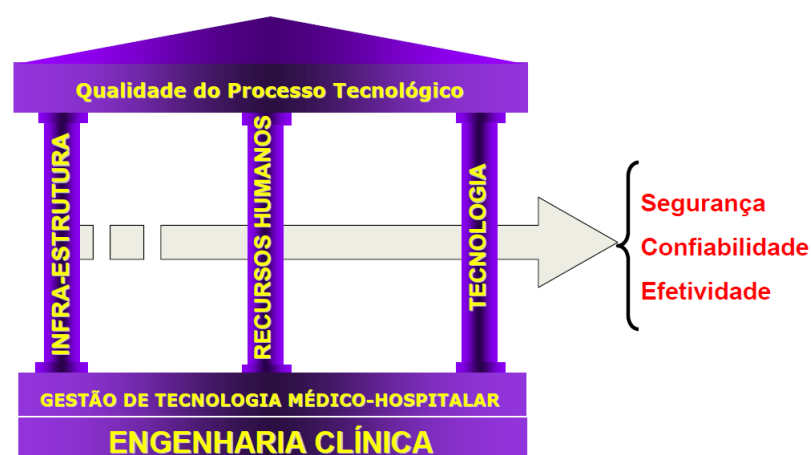 Qualidade do Processo Tecnológico
INFRA-ESTRUTURA
RECURSOS HUMANOS
TECNOLOGIA
Segurança
Confiabilidade
Efetividade
GESTÃO DE TECNOLOGIA MÉDICO-HOSPITALAR
ENGENHARIA CLÍNICA